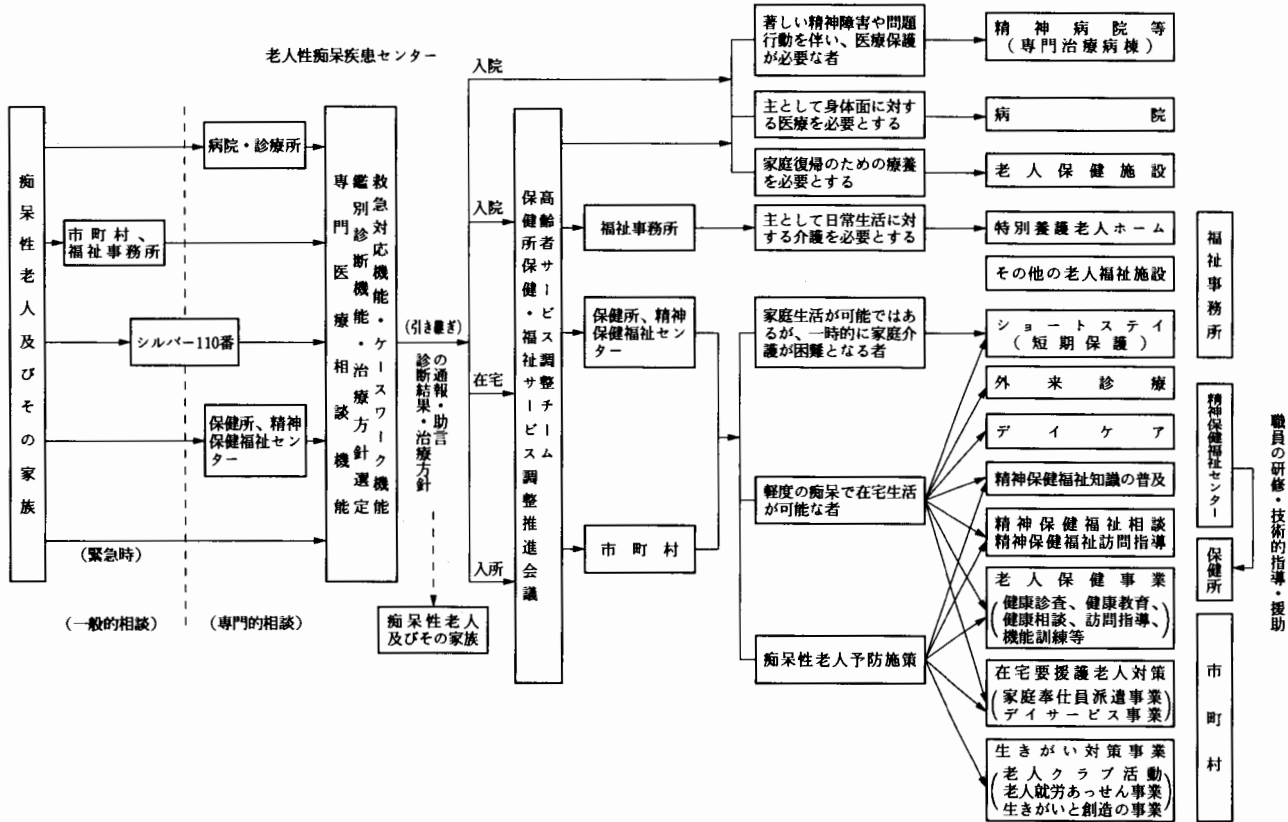 老人性痴呆疾患センター
痴呆性老人及びその家族
市町村、
福祉事務所
シルバー110番
病院・診療所
保健所、精神
保健福祉セン
ター
(緊急時)
(一般的相談)
(専門的相談)
救急対応機能・ケースワーク機能
鑑別診断機能・治療方針選定
専門医療相談機能
(引き継ぎ)
の通報・助言
診断結果・治療方針
痴呆性老人
及びその家族
入院
入院
在宅
入所
高齢者サービス調整チーム
保健所保健・福祉サービス調整推進会議
福祉事務所
保健所、精神
保健福祉セン
ター
市町村
著しい精神障害や問題
行動を伴い、医療保護
が必要な者
主として身体面に対す
る医療を必要とする
家庭復帰のための療養
を必要とする
主として日常生活に対
する介護を必要とする
家庭生活が可能ではあ
るが、一時的に家庭介
護が困難となる者
軽度の痴呆で在宅生活
が可能な者
痴呆性老人予防施策
精神病院等
(専門治療病棟)
病院
老人保健施設
特別養護老人ホーム
その他の老人福祉施設
ショートステイ
(短期保護)
外来診療
デイケア
精神保健福祉知識の普及
精神保健福祉相談
精神保健福祉訪問指導
老人保健事業
(健康診査、健康教育、
健康相談、訪問指導、
機能訓練等)
在宅要援護老人対策
(家庭奉仕員派遣事業
デイサービス事業)
生きがい対策事業
(老人クラブ活動
老人就労あっせん事業
生きがいと創造の事業)
福祉事務所
精神保健福祉センター
保健所
市町村
職員の研修・技術的指導・援助